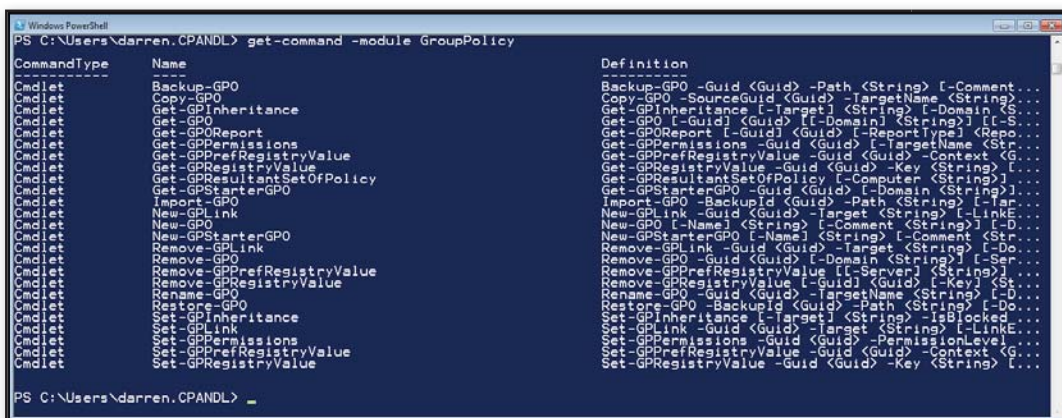 Windows PowerShell
PS C:\Users\darren.CPANDL> get-command -module GroupPolicy
CommandType Name Definition
----------- ---- ----------
Cmdlet Backup-GPO Backup-GPO -Guid <Guid> -Path <String> [-Comment...
Cmdlet Copy-GPO Copy-GPO -SourceGuid <Guid> -TargetName <String>...
Cmdlet Get-GPInheritance Get-GPInheritance [-Target] <String> [-Domain <S...
Cmdlet Get-GPO Get-GPO [-Guid] <Guid> [[-Domain] <String>] [[-S...
Cmdlet Get-GPOReport Get-GPOReport [-Guid] <Guid> [-ReportType] <Repo...
Cmdlet Get-GPPermissions Get-GPPermissions -Guid <Guid> [-TargetName <Str...
Cmdlet Get-GPPrefRegistryValue Get-GPPrefRegistryValue -Guid <Guid> -Context <G...
Cmdlet Get-GPRegistryValue Get-GPRegistryValue -Guid <Guid> -Key <String> [...
Cmdlet Get-GPResultantSetOfPolicy Get-GPResultantSetOfPolicy [-Computer <String>]...
Cmdlet Get-GPStarterGPO Get-GPStarterGPO -Guid <Guid> [-Domain <String>]...
Cmdlet Import-GPO Import-GPO -BackupId <Guid> -Path <String> [-Tar...
Cmdlet New-GPLink New-GPLink -Guid <Guid> -Target <String> [-LinkE...
Cmdlet New-GPO New-GPO [-Name] <String> [-Comment <String>] [-D...
Cmdlet New-GPStarterGPO New-GPStarterGPO [-Name] <String> [-Comment <Str...
Cmdlet Remove-GPLink Remove-GPLink -Guid <Guid> -Target <String> [-Do...
Cmdlet Remove-GPO Remove-GPO -Guid <Guid> [-Domain <String>] [-Ser...
Cmdlet Remove-GPPrefRegistryValue Remove-GPPrefRegistryValue [[-Server] <String>] ...
Cmdlet Remove-GPRegistryValue Remove-GPRegistryValue [-Guid] <Guid> [-Key] <St...
Cmdlet Rename-GPO Rename-GPO -Guid <Guid> -TargetName <String> [-D...
Cmdlet Restore-GPO Restore-GPO -BackupId <Guid> -Path <String> [-Do...
Cmdlet Set-GPInheritance Set-GPInheritance [-Target] <String> -IsBlocked ...
Cmdlet Set-GPLink Set-GPLink -Guid <Guid> -Target <String> [-LinkE...
Cmdlet Set-GPPermissions Set-GPPermissions -Guid <Guid> -PermissionLevel ...
Cmdlet Set-GPPrefRegistryValue Set-GPPrefRegistryValue -Guid <Guid> -Context <G...
Cmdlet Set-GPRegistryValue Set-GPRegistryValue -Guid <Guid> -Key <String> [...
PS C:\Users\darren.CPANDL> _